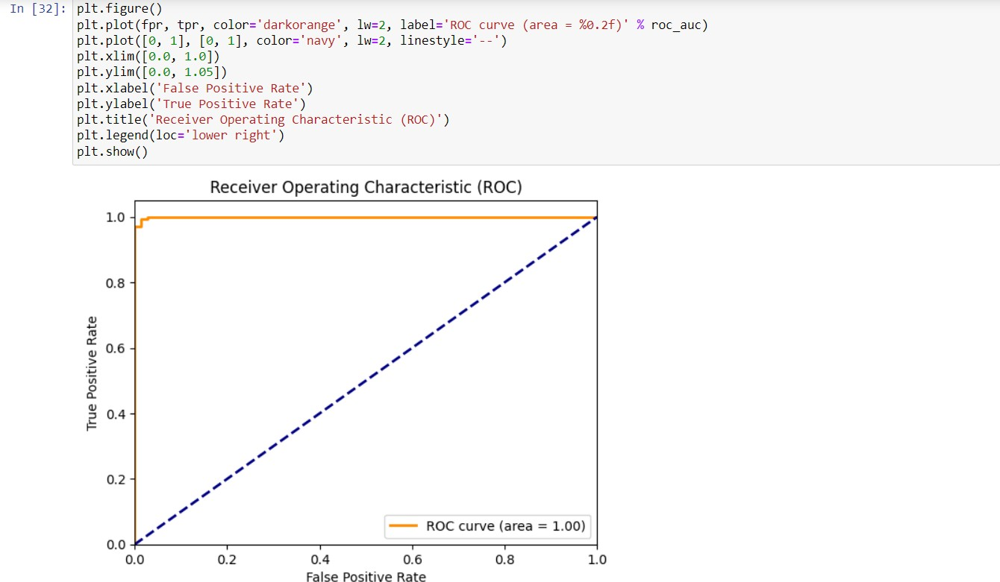 In [32]: plt.figure()
plt.plot(fpr, tpr, color='darkorange', lw=2, label='ROC curve (area = %0.2f)' % roc_auc)
plt.plot([0, 1], [0, 1], color='navy', lw=2, linestyle='--')
plt.xlim([0.0, 1.0])
plt.ylim([0.0, 1.05])
plt.xlabel('False Positive Rate')
plt.ylabel('True Positive Rate')
plt.title('Receiver Operating Characteristic (ROC)')
plt.legend(loc='lower right')
plt.show()
Receiver Operating Characteristic (ROC)
1.0
0.8
0.6
0.4
0.2
0.0
True Positive Rate
ROC curve (area = 1.00)
0.0 0.2 0.4 0.6 0.8 1.0
False Positive Rate